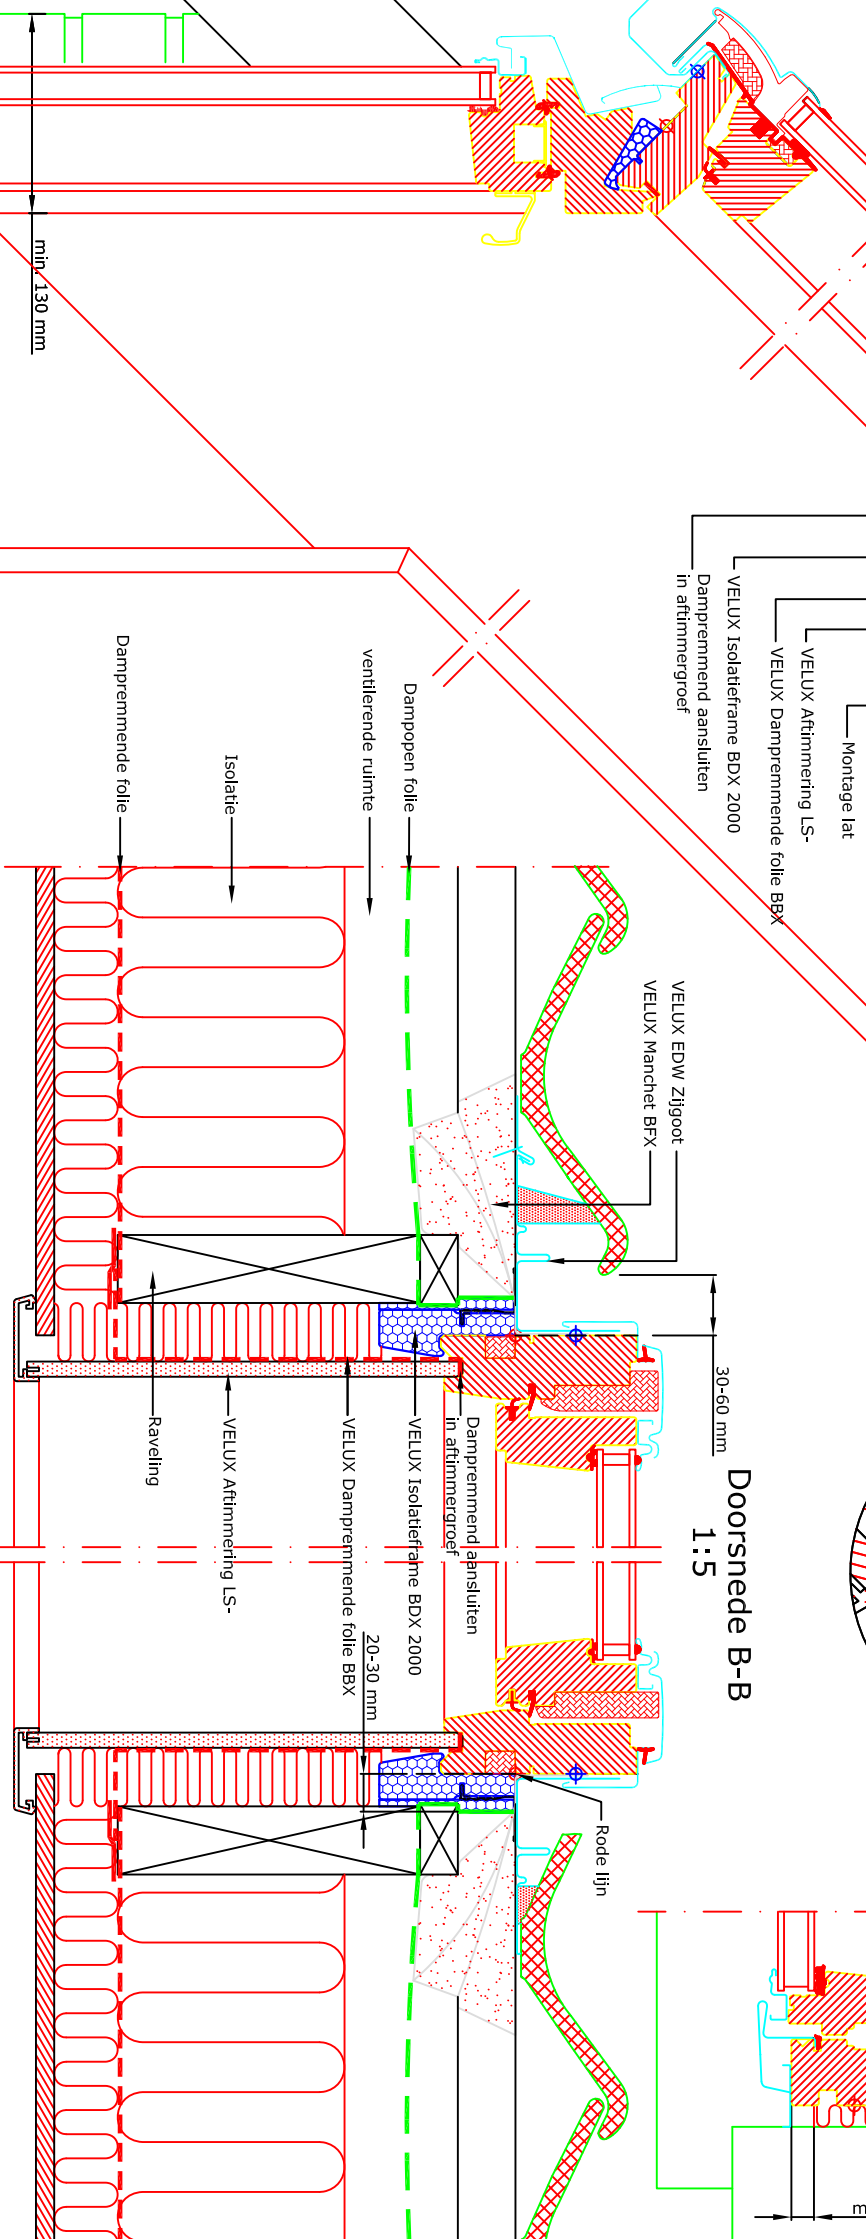 min. 130 mm
Montage lat
VELUX Aftimmering LS-
VELUX Dampremmende folie BBX
VELUX Isolatieframe BDX 2000
Dampremmend aansluiten
in aftimmergroef
Dampopen folie
ventilerende ruimte
Isolatie
Dampremmende folie
VELUX EDW Zijgoot
VELUX Manchet BFX
30-60 mm
Doorsnede B-B
1:5
Dampremmend aansluiten
in aftimmergroef
VELUX Isolatieframe BDX 2000
VELUX Dampremmende folie BBX
VELUX Aftimmering LS-
Raveling
20-30 mm
Rode lijn